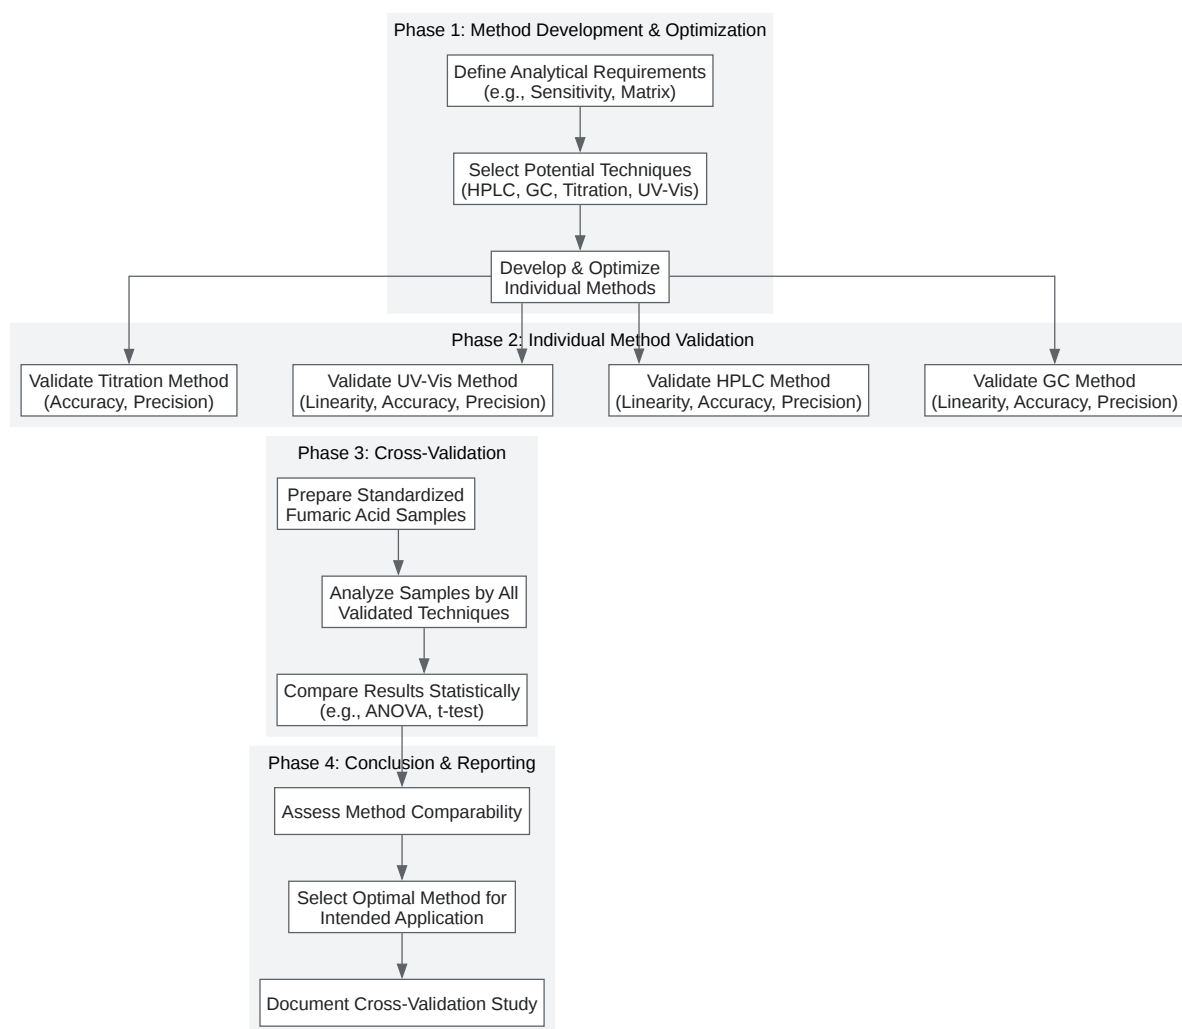 Phase 1: Method Development & Optimization
Define Analytical Requirements
(e.g., Sensitivity, Matrix)
Select Potential Techniques
(HPLC, GC, Titration, UV-Vis)
Develop & Optimize
Individual Methods
Phase 2: Individual Method Validation
Validate Titration Method
(Accuracy, Precision)
Validate UV-Vis Method
(Linearity, Accuracy, Precision)
Validate HPLC Method
(Linearity, Accuracy, Precision)
Validate GC Method
(Linearity, Accuracy, Precision)
Phase 3: Cross-Validation
Prepare Standardized
Fumaric Acid Samples
Analyze Samples by All
Validated Techniques
Compare Results Statistically
(e.g., ANOVA, t-test)
Phase 4: Conclusion & Reporting
Assess Method Comparability
Select Optimal Method for
Intended Application
Document Cross-Validation Study